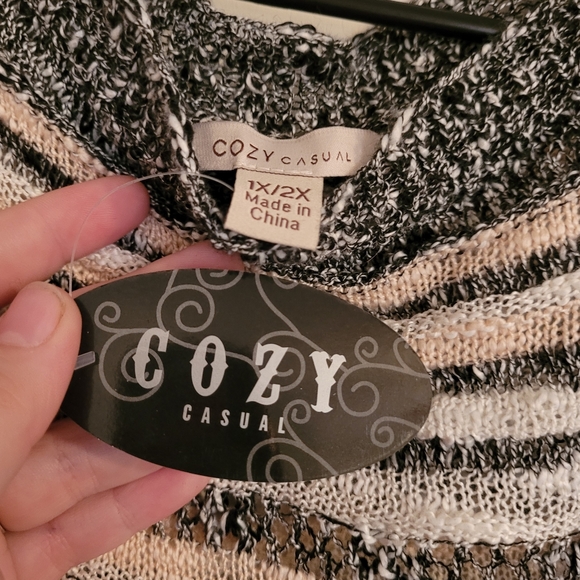 COZY CASUAL
1X/2X
Made in
China
COZY
CASUAL